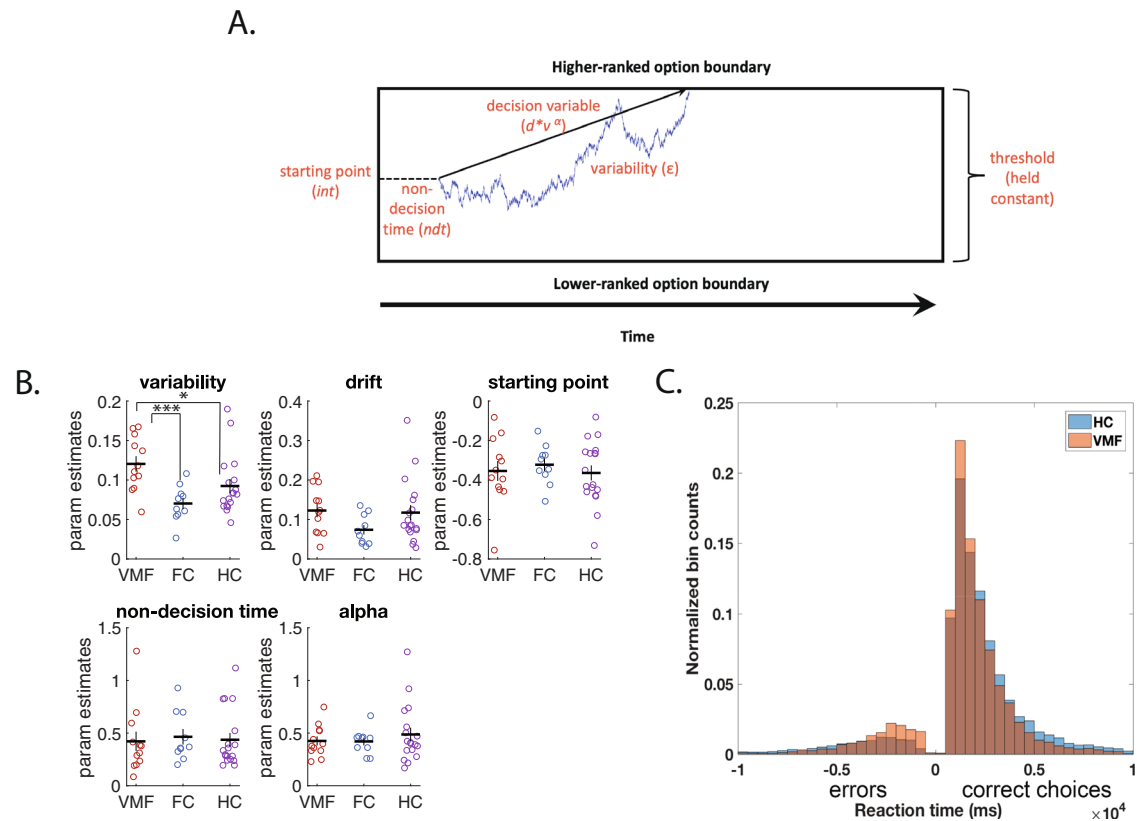 A.
Higher-ranked option boundary
decision variable
(d*v^α)
starting point
(int)
non-
decision
time (ndt)
variability (ε)
threshold
(held
constant)
Lower-ranked option boundary
Time
B.
variability
drift
starting point
param estimates
0.2
0.15
0.1
0.05
0
*
***
VMF FC HC
param estimates
0.4
0.3
0.2
0.1
0
VMF FC HC
param estimates
0
-0.2
-0.4
-0.6
-0.8
VMF FC HC
non-decision time
alpha
param estimates
1.5
1
0.5
0
VMF FC HC
param estimates
1.5
1
0.5
0
VMF FC HC
C.
HC
VMF
Normalized bin counts
0.25
0.2
0.15
0.1
0.05
0
-1 -0.5 0 0.5 1
errors
correct choices
Reaction time (ms)
×10^4